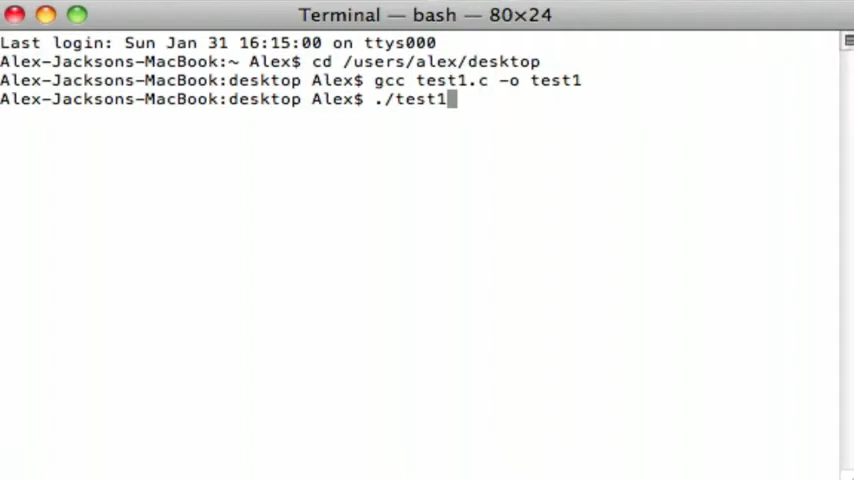 Terminal — bash — 80×24
Last login: Sun Jan 31 16:15:00 on ttys000
Alex-Jacksons-MacBook:~ Alex$ cd /users/alex/desktop
Alex-Jacksons-MacBook:desktop Alex$ gcc test1.c -o test1
Alex-Jacksons-MacBook:desktop Alex$ ./test1